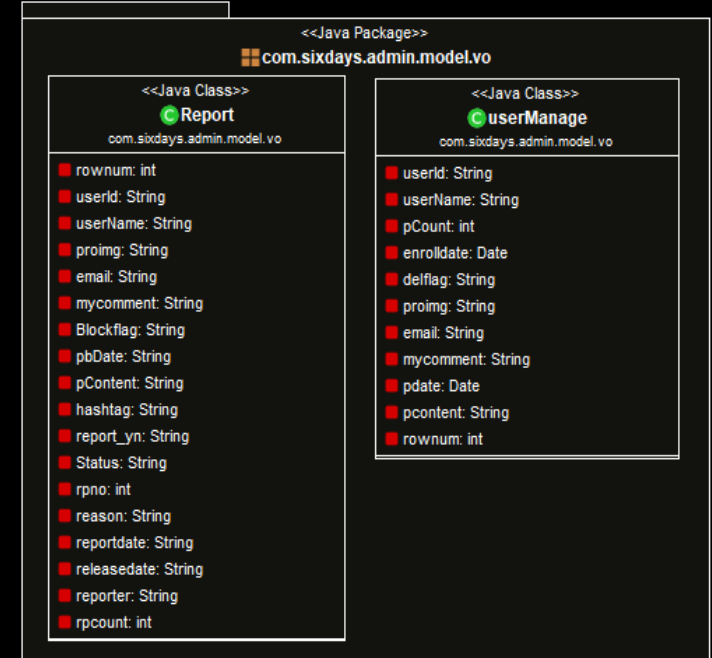 <<Java Package>>
com.sixdays.admin.model.vo
<<Java Class>>
Report
com.sixdays.admin.model.vo
rownum: int
userId: String
userName: String
proimg: String
email: String
mycomment: String
Blockflag: String
pbDate: String
pContent: String
hashtag: String
report_yn: String
Status: String
rpno: int
reason: String
reportdate: String
releasedate: String
reporter: String
rpcount: int
<<Java Class>>
userManage
com.sixdays.admin.model.vo
userId: String
userName: String
pCount: int
enrolldate: Date
delflag: String
proimg: String
email: String
mycomment: String
pdate: Date
pcontent: String
rownum: int